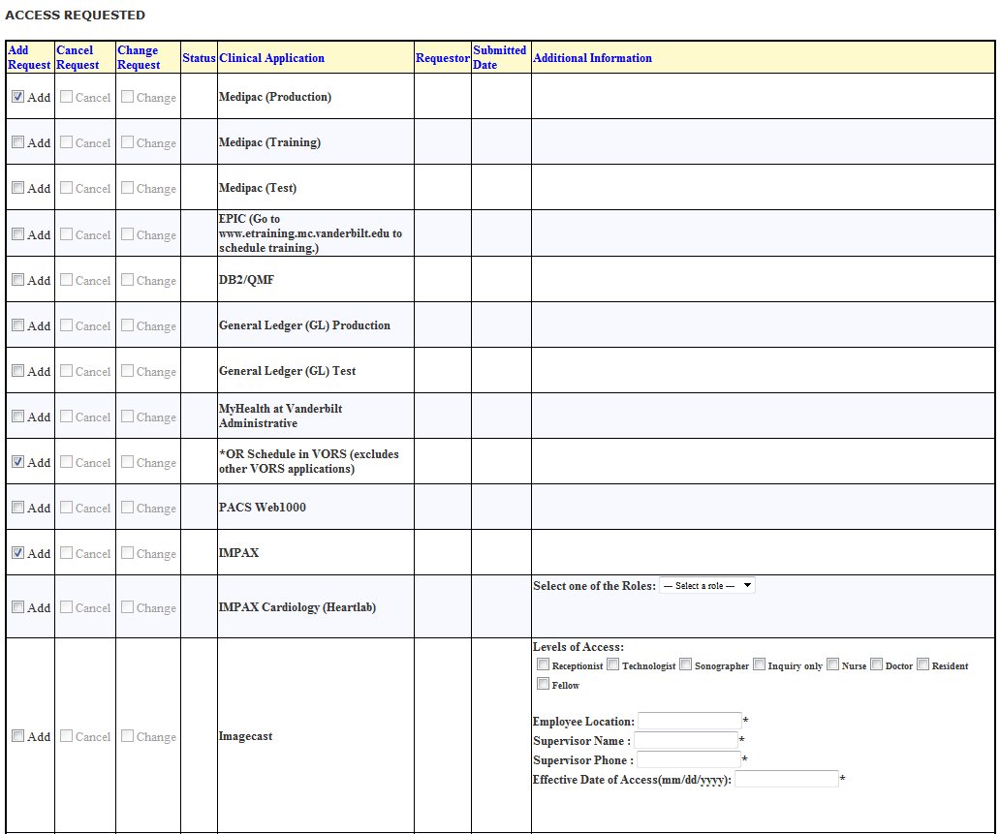 ACCESS REQUESTED
Add Request Cancel Request Change Request Status Clinical Application Requestor Submitted Date Additional Information
Add Cancel Change Medipac (Production)
Add Cancel Change Medipac (Training)
Add Cancel Change Medipac (Test)
Add Cancel Change EPIC (Go to
www.etraining.mc.vanderbilt.edu to
schedule training.)
Add Cancel Change DB2/QMF
Add Cancel Change General Ledger (GL) Production
Add Cancel Change General Ledger (GL) Test
Add Cancel Change MyHealth at Vanderbilt
Administrative
Add Cancel Change *OR Schedule in VORS (excludes
other VORS applications)
Add Cancel Change PACS Web1000
Add Cancel Change IMPAX
Select one of the Roles: --- Select a role ---
Add Cancel Change IMPAX Cardiology (Heartlab)
Levels of Access:
Receptionist Technologist Sonographer Inquiry only Nurse Doctor Resident
Fellow
Employee Location: *
Add Cancel Change Imagecast
Supervisor Name : *
Supervisor Phone : *
Effective Date of Access(mm/dd/yyyy): *